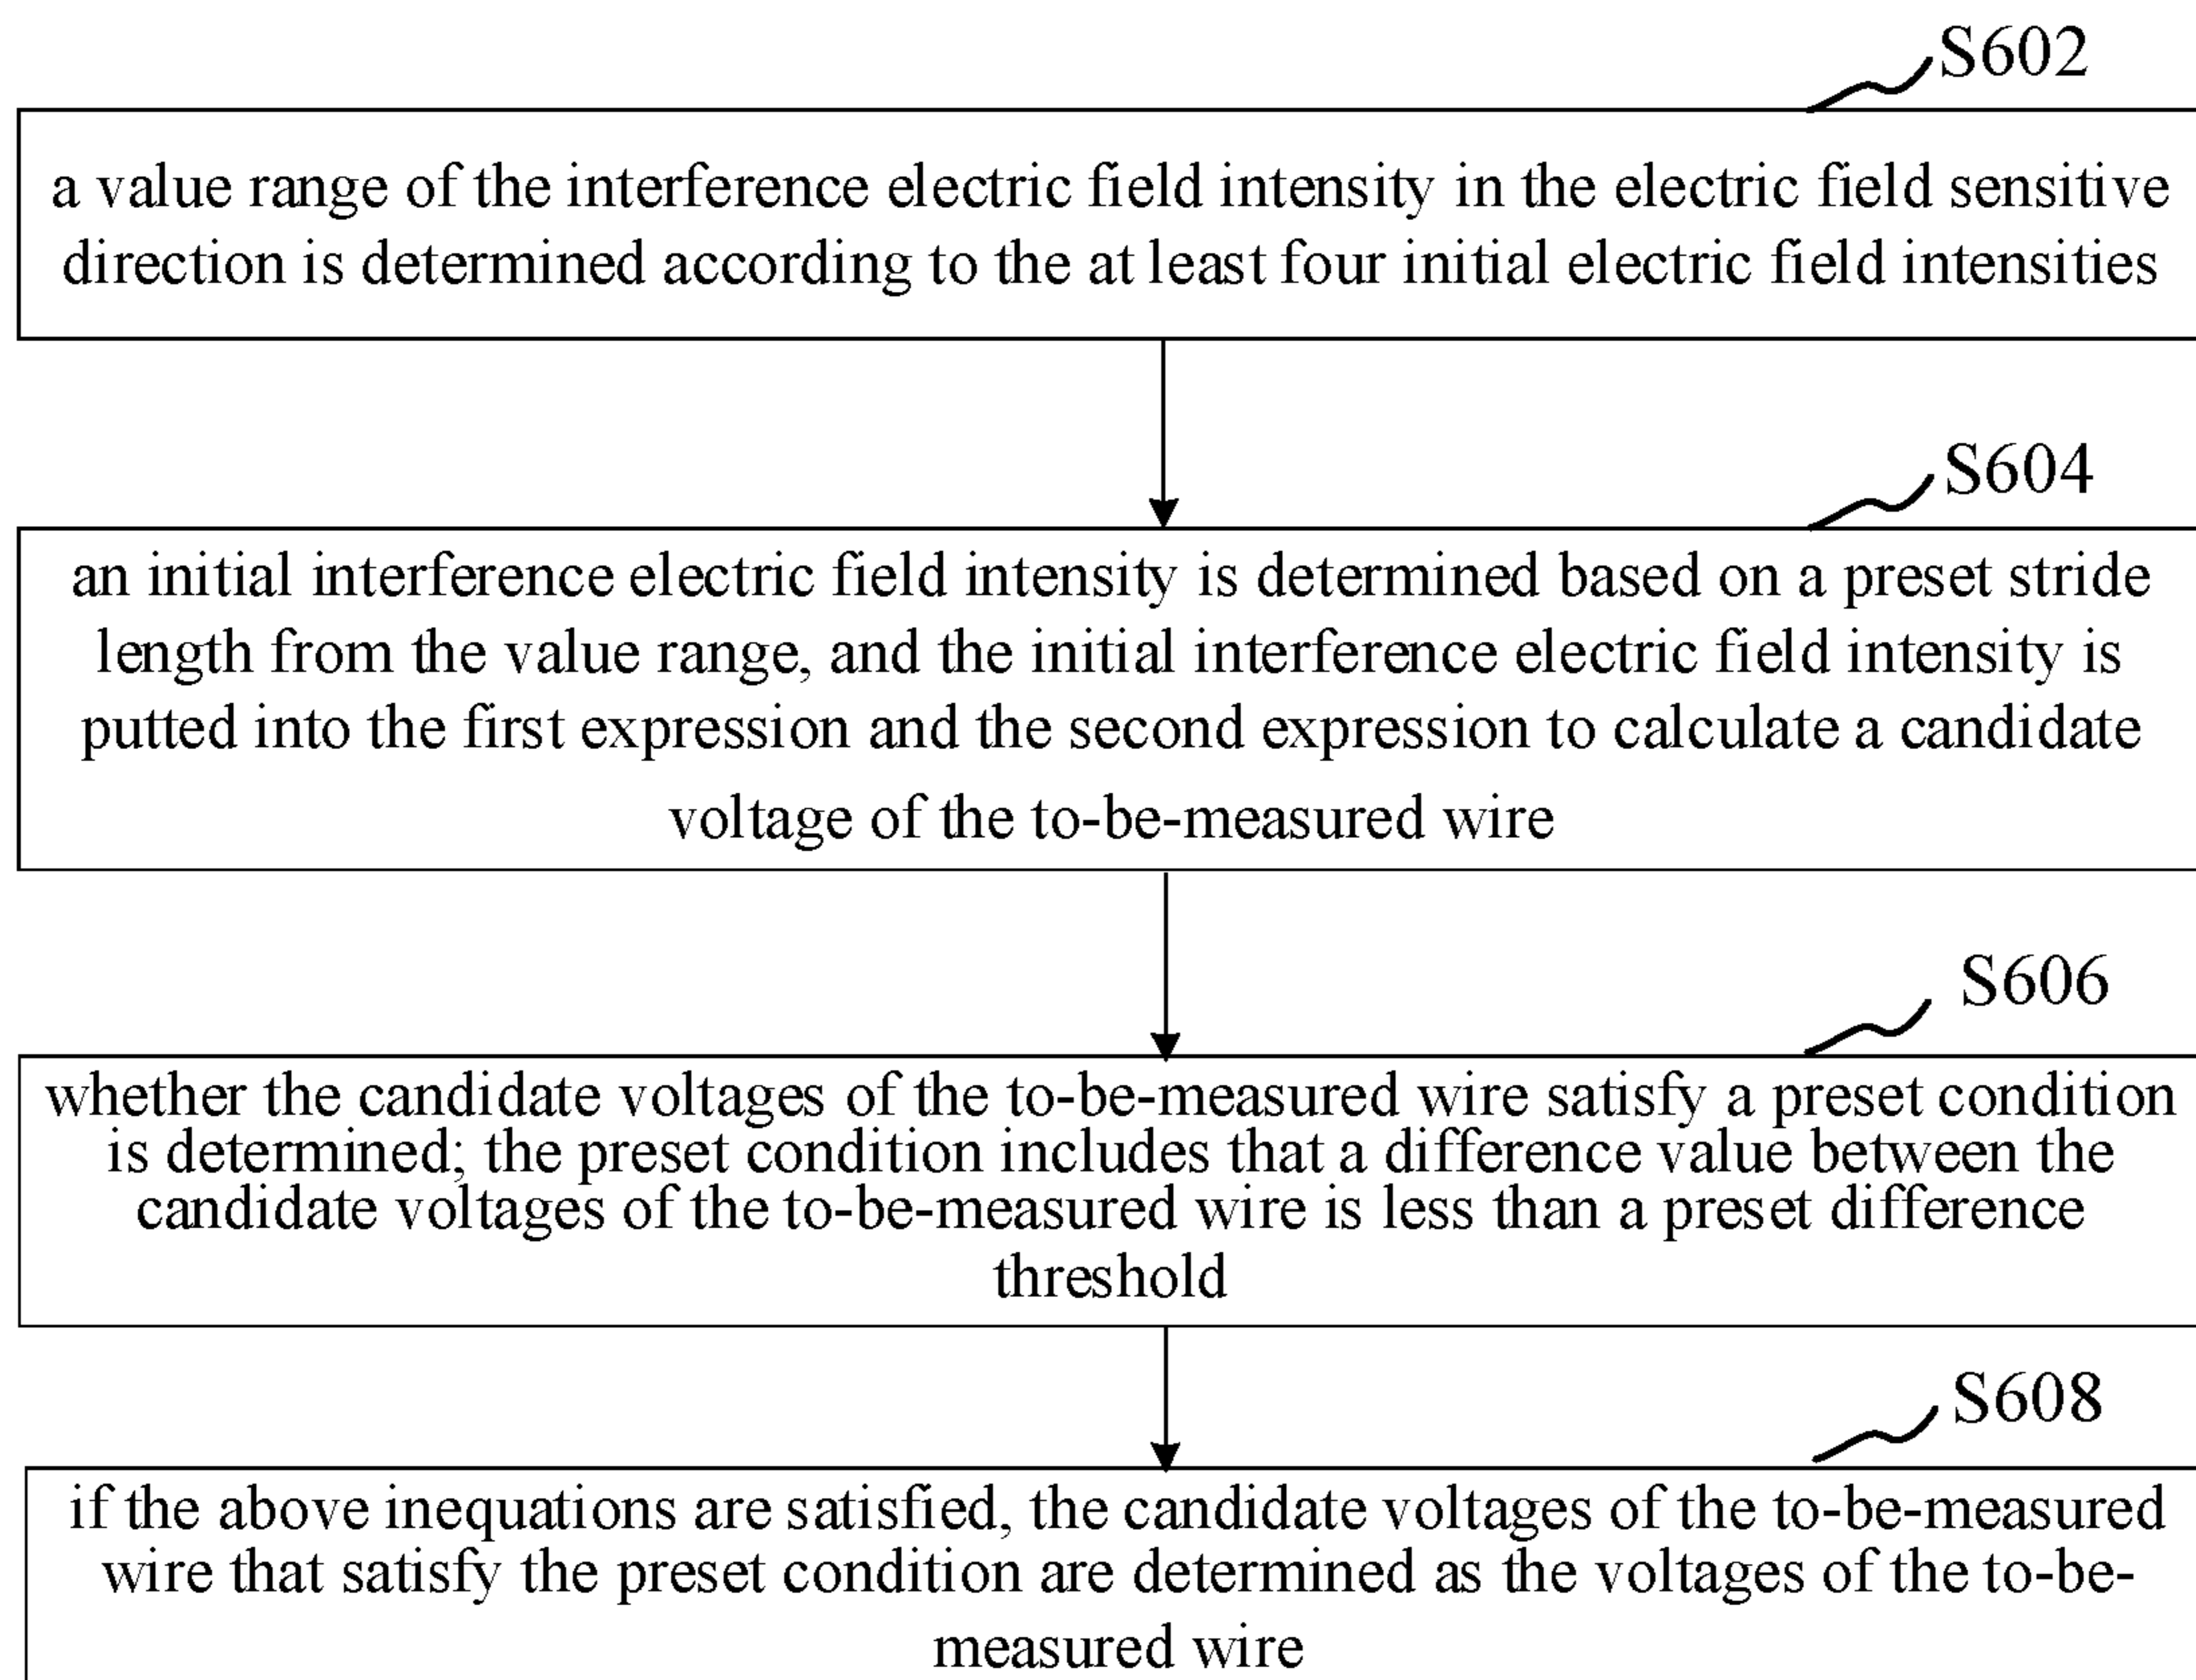 S602
a value range of the interference electric field intensity in the electric field sensitive
direction is determined according to the at least four initial electric field intensities
S604
an initial interference electric field intensity is determined based on a preset stride
length from the value range, and the initial interference electric field intensity is
putted into the first expression and the second expression to calculate a candidate
voltage of the to-be-measured wire
S606
whether the candidate voltages of the to-be-measured wire satisfy a preset condition
is determined; the preset condition includes that a difference value between the
candidate voltages of the to-be-measured wire is less than a preset difference
threshold
S608
if the above inequations are satisfied, the candidate voltages of the to-be-measured
wire that satisfy the preset condition are determined as the voltages of the to-be-
measured wire